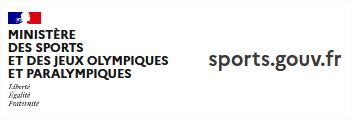 MINISTÈRE
DES SPORTS
ET DES JEUX OLYMPIQUES
ET PARALYMPIQUES
Liberté
Égalité
Fraternité
sports.gouv.fr